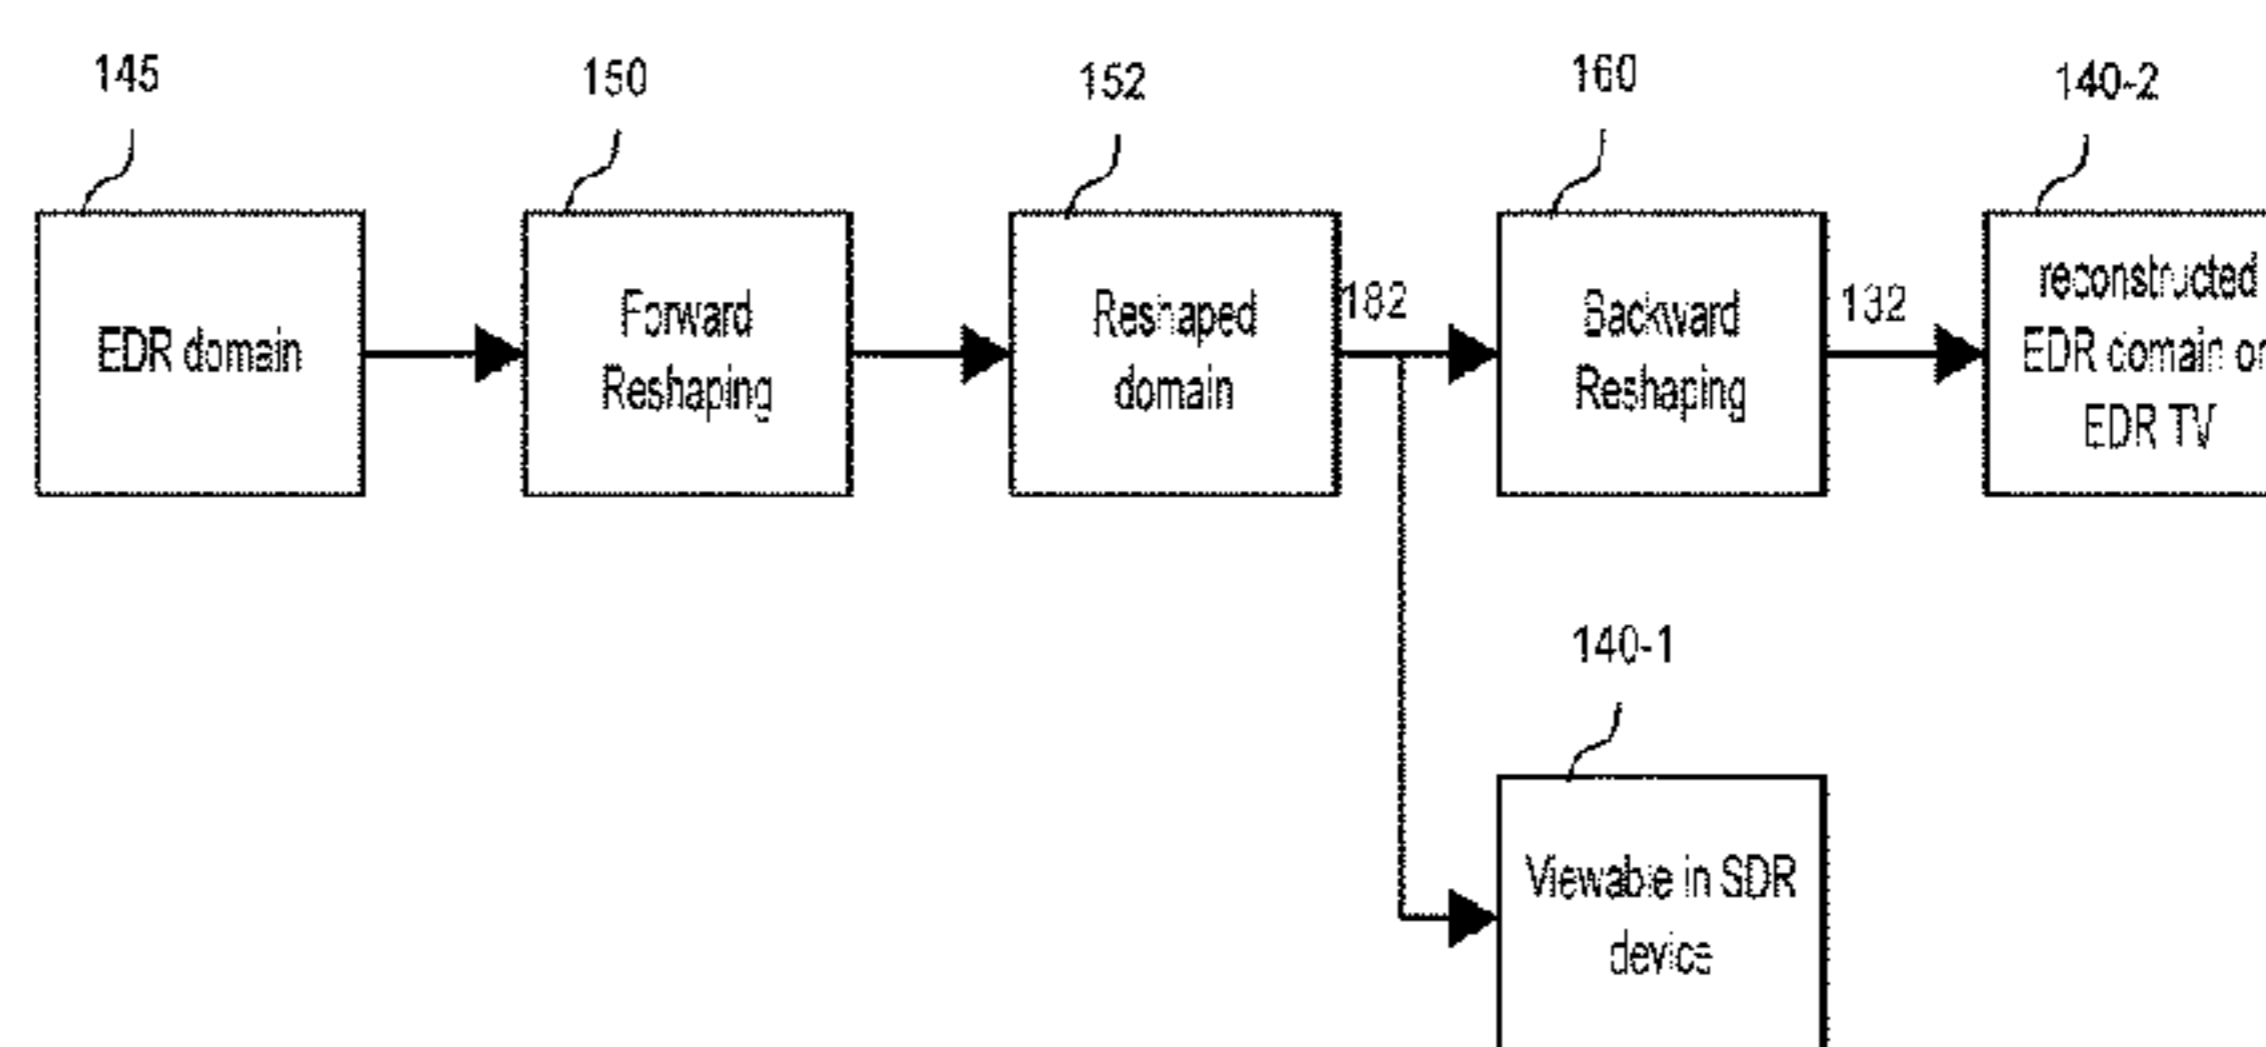 145
150
152
160
140-2
EDR domain
Forward
Reshaping
Reshaped
domain
182
Backward
Reshaping
132
reconstructed
EDR domain on
EDR TV
140-1
Viewable in SDR
device